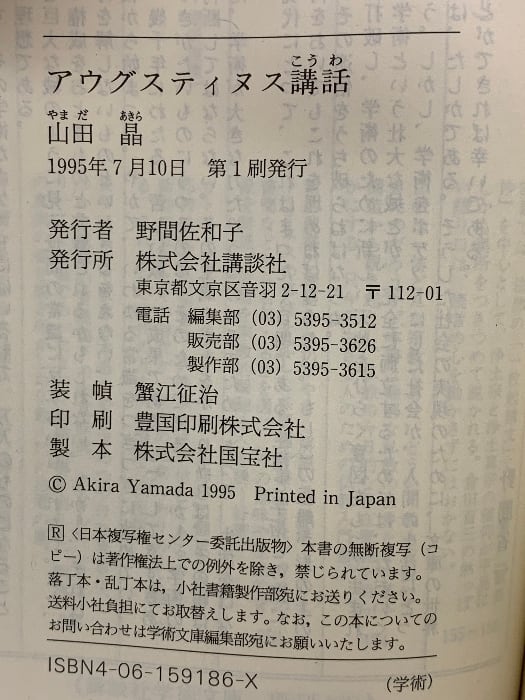 アウグスティヌス講話
こうわ
山田 晶
やまだ あきら
1995年7月10日 第1刷発行
発行者 野間佐和子
発行所 株式会社講談社
東京都文京区音羽 2-12-21 〒112-01
電話 編集部 (03) 5395-3512
販売部 (03) 5395-3626
製作部 (03) 5395-3615
装 幀 蟹江征治
印 刷 豊国印刷株式会社
製 本 株式会社国宝社
© Akira Yamada 1995 Printed in Japan
R〈日本複写権センター委託出版物〉本書の無断複写(コ
ピー)は著作権法上での例外を除き,禁じられています。
落丁本・乱丁本は,小社書籍製作部宛にお送りください。
送料小社負担にてお取替えします。なお,この本についての
お問い合わせは学術文庫編集部宛にお願いいたします。
ISBN4-06-159186-X (学術)